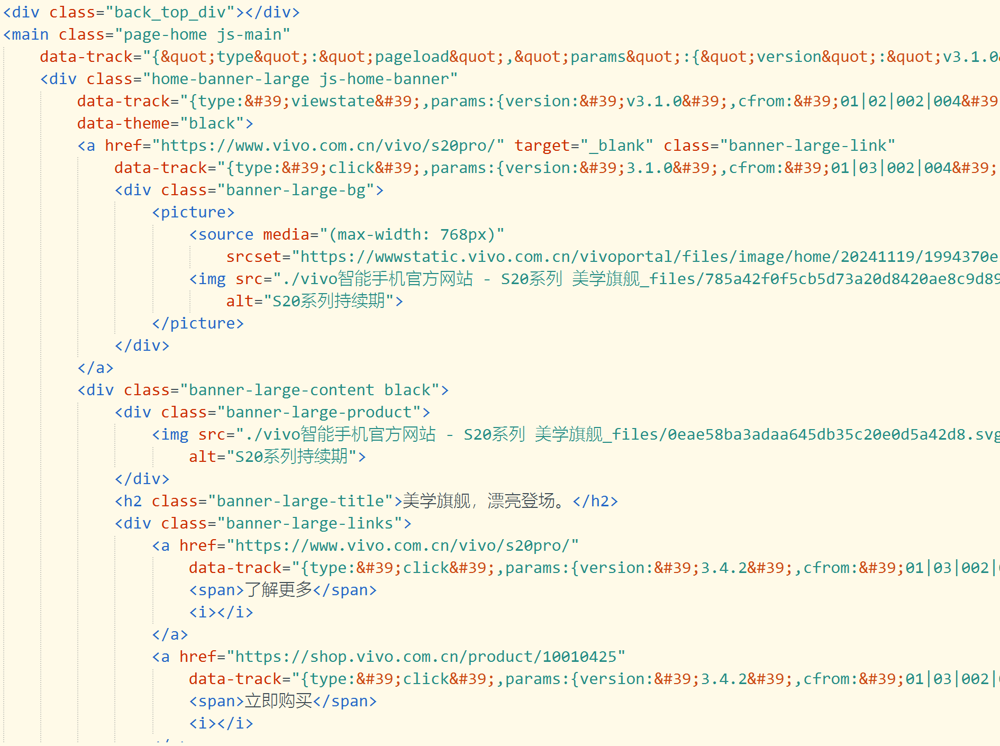 <div class="back_top_div"></div>
<main class="page-home js-main"
data-track="{&quot;type&quot;:&quot;pageload&quot;,&quot;params&quot;:{&quot;version&quot;:&quot;v3.1.0&
<div class="home-banner-large js-home-banner"
data-track="{type:&#39;viewstate&#39;,params:{version:&#39;v3.1.0&#39;,cfrom:&#39;01|02|002|004&#39
data-theme="black">
<a href="https://www.vivo.com.cn/vivo/s20pro/" target="_blank" class="banner-large-link"
data-track="{type:&#39;click&#39;,params:{version:&#39;3.1.0&#39;,cfrom:&#39;01|03|002|004&#39;
<div class="banner-large-bg">
<picture>
<source media="(max-width: 768px)"
srcset="https://wwwstatic.vivo.com.cn/vivoportal/files/image/home/20241119/1994370e
<img src="./vivo智能手机官方网站 - S20系列 美学旗舰_files/785a42f0f5cb5d73a20d8420ae8c9d89
alt="S20系列持续期">
</picture>
</div>
</a>
<div class="banner-large-content black">
<div class="banner-large-product">
<img src="./vivo智能手机官方网站 - S20系列 美学旗舰_files/0eae58ba3adaa645db35c20e0d5a42d8.svg
alt="S20系列持续期">
</div>
<h2 class="banner-large-title">美学旗舰，漂亮登场。</h2>
<div class="banner-large-links">
<a href="https://www.vivo.com.cn/vivo/s20pro/"
data-track="{type:&#39;click&#39;,params:{version:&#39;3.4.2&#39;,cfrom:&#39;01|03|002|
<span>了解更多</span>
<i></i>
</a>
<a href="https://shop.vivo.com.cn/product/10010425"
data-track="{type:&#39;click&#39;,params:{version:&#39;3.4.2&#39;,cfrom:&#39;01|03|002|
<span>立即购买</span>
<i></i>